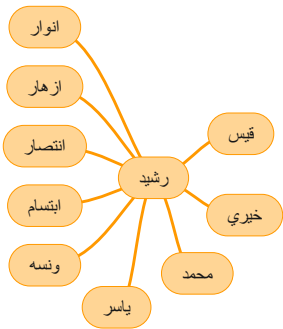 انوار
ازهار
انتصار
ابتسام
ونسه
ياسر
محمد
خيري
قيس
رشيد